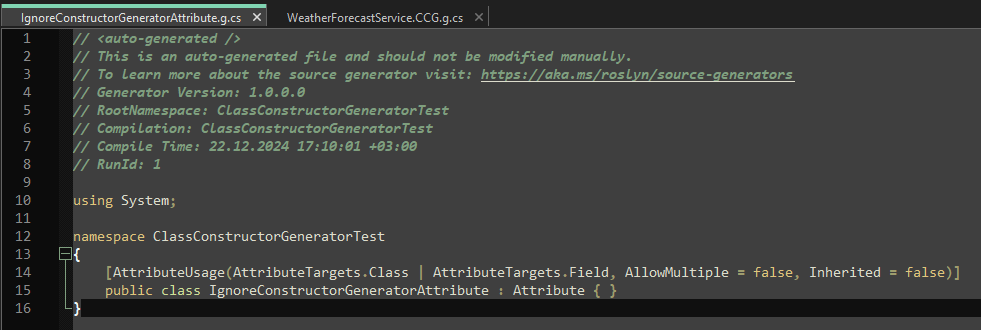 IgnoreConstructorGeneratorAttribute.g.cs WeatherForecastService.CCG.g.cs
1 // <auto-generated />
2 // This is an auto-generated file and should not be modified manually.
3 // To learn more about the source generator visit: https://aka.ms/roslyn/source-generators
4 // Generator Version: 1.0.0.0
5 // RootNamespace: ClassConstructorGeneratorTest
6 // Compilation: ClassConstructorGeneratorTest
7 // Compile Time: 22.12.2024 17:10:01 +03:00
8 // RunId: 1
9
10 using System;
11
12 namespace ClassConstructorGeneratorTest
13 {
14 [AttributeUsage(AttributeTargets.Class | AttributeTargets.Field, AllowMultiple = false, Inherited = false)]
15 public class IgnoreConstructorGeneratorAttribute : Attribute { }
16 }